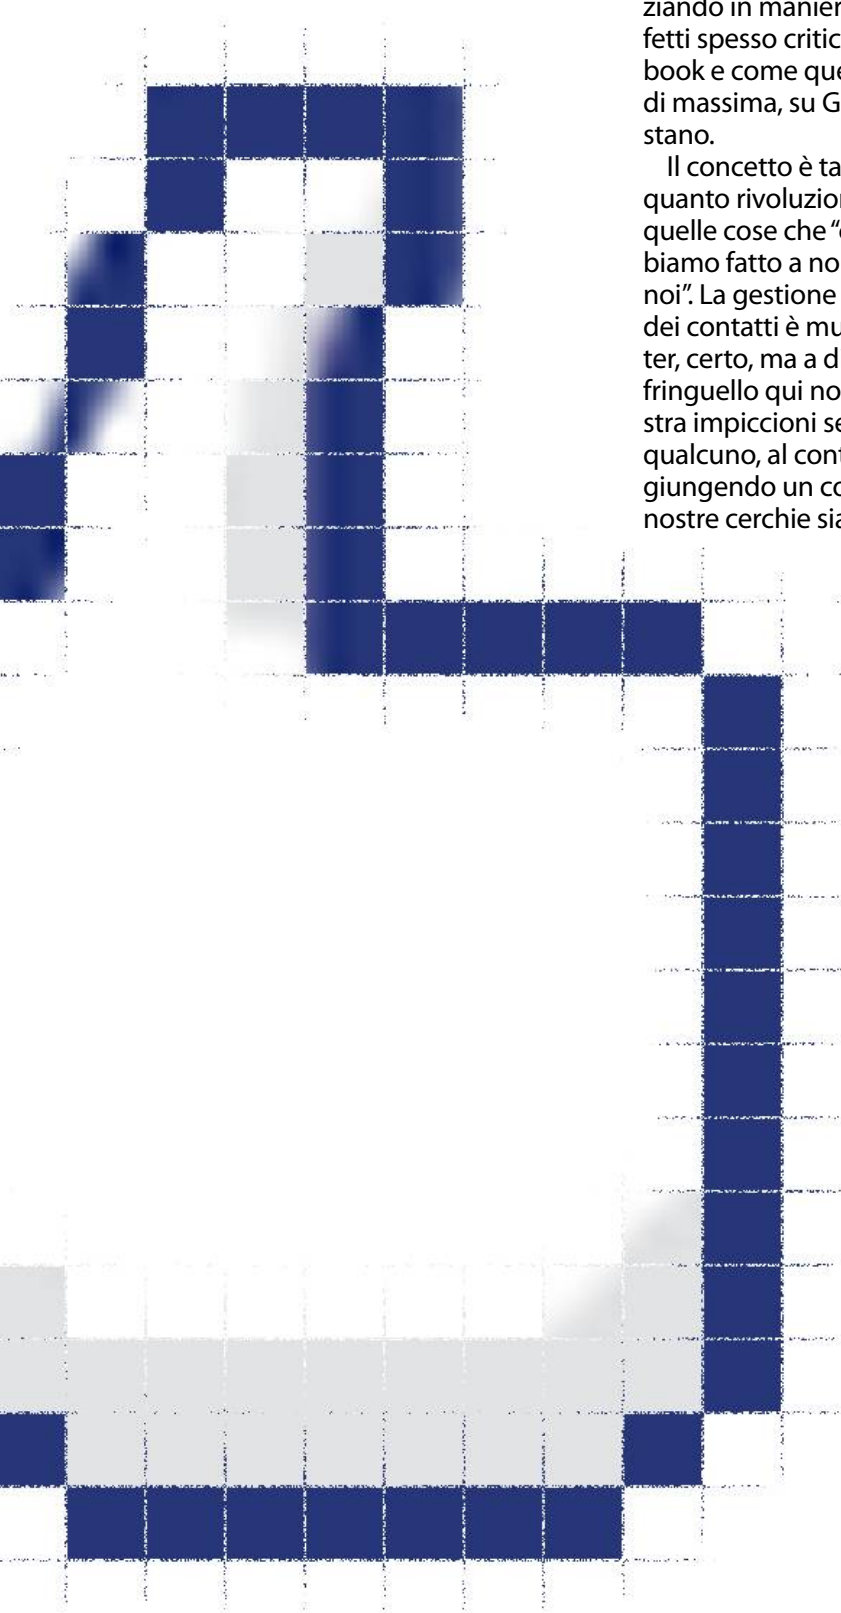 ziando in manier
fetti spesso critic
book e come que
di massima, su G
stano.
Il concetto è ta
quanto rivoluzion
quelle cose che “
biamo fatto a no
noi”. La gestione
dei contatti è mu
ter, certo, ma a d
fringuello qui no
stra impiccioni se
qualcuno, al cont
giungendo un co
nostre cerchie sia